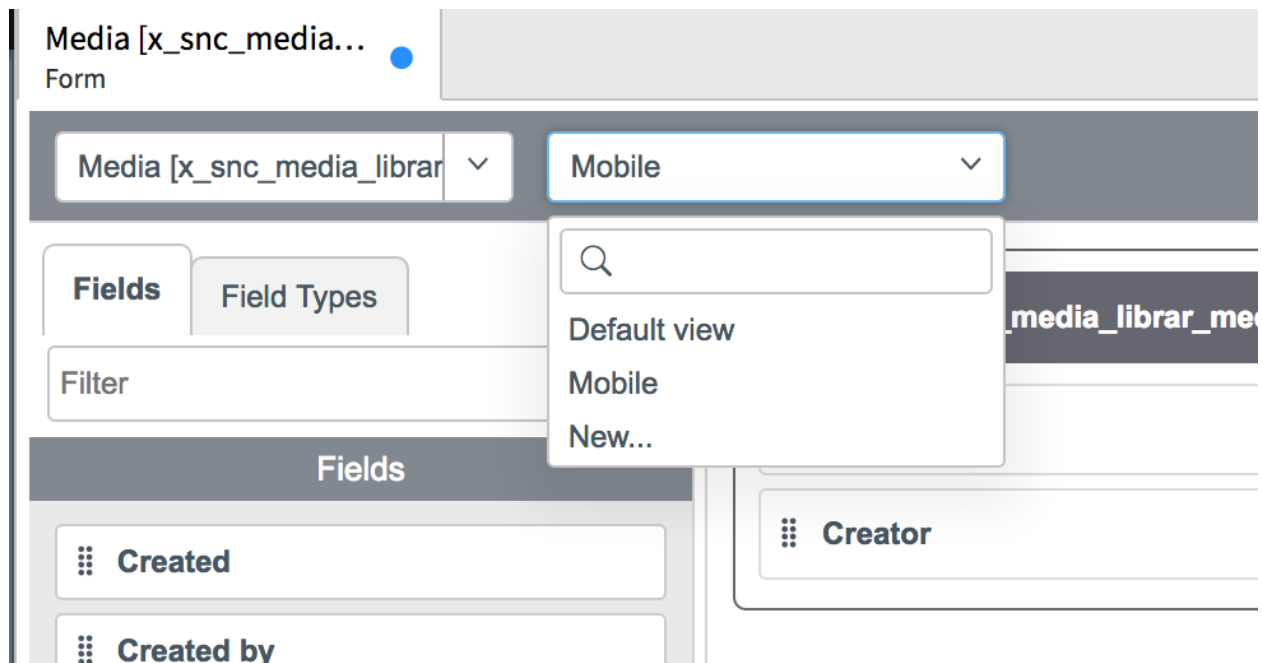 Media [x_snc_media...
Form
Media [x_snc_media_librar
Mobile
Fields
Field Types
Default view
Mobile
New...
Filter
Fields
Created
Created by
_media_librar_me
Creator